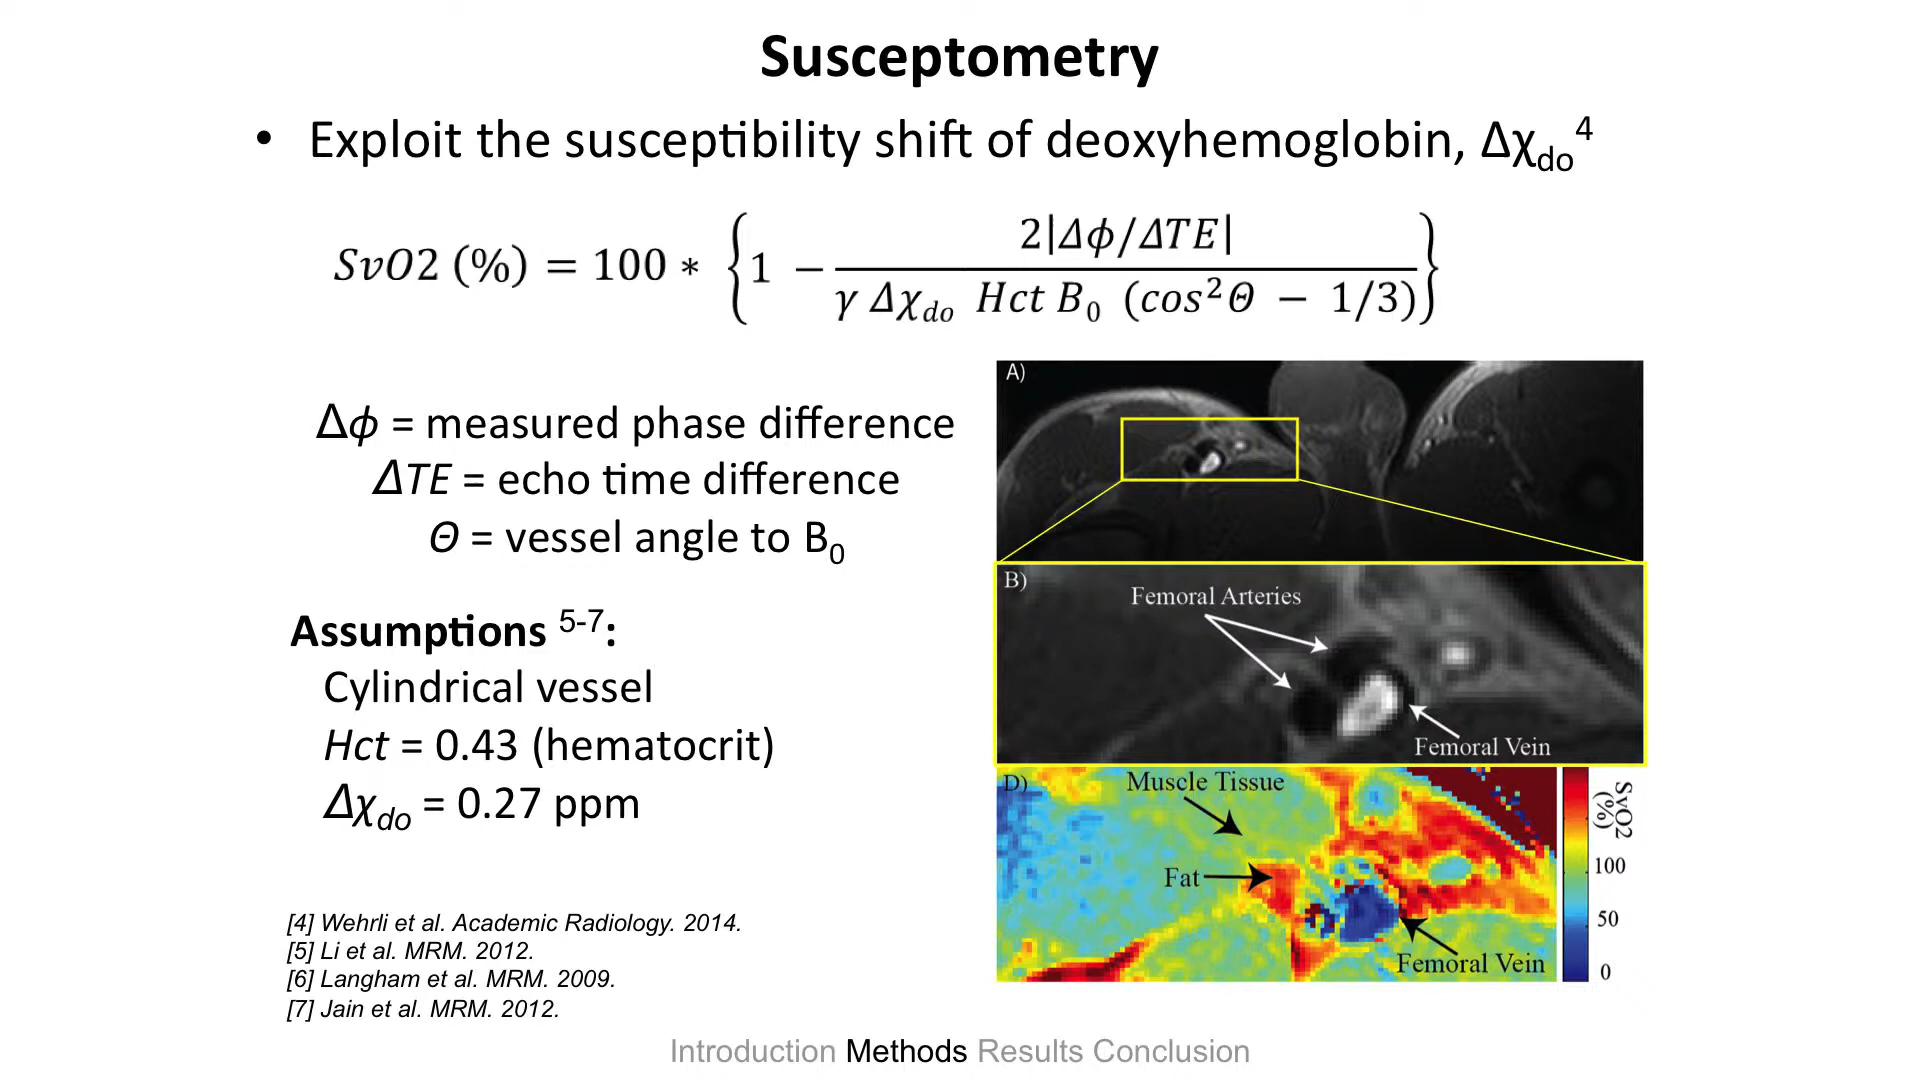 Susceptometry
• Exploit the susceptibility shift of deoxyhemoglobin, Δχdo⁴
SvO2 (%) = 100 * {1 − 2|Δϕ/ΔTE| / γ Δχdo Hct B0 (cos²Θ − 1/3)}
Δϕ = measured phase difference
ΔTE = echo time difference
Θ = vessel angle to B0
Assumptions 5-7:
Cylindrical vessel
Hct = 0.43 (hematocrit)
Δχdo = 0.27 ppm
[4] Wehrli et al. Academic Radiology. 2014.
[5] Li et al. MRM. 2012.
[6] Langham et al. MRM. 2009.
[7] Jain et al. MRM. 2012.
A)
B)
Femoral Arteries
Femoral Vein
D)
Muscle Tissue
Fat
Femoral Vein
SvO2
(%)
100
50
0
Introduction Methods Results Conclusion